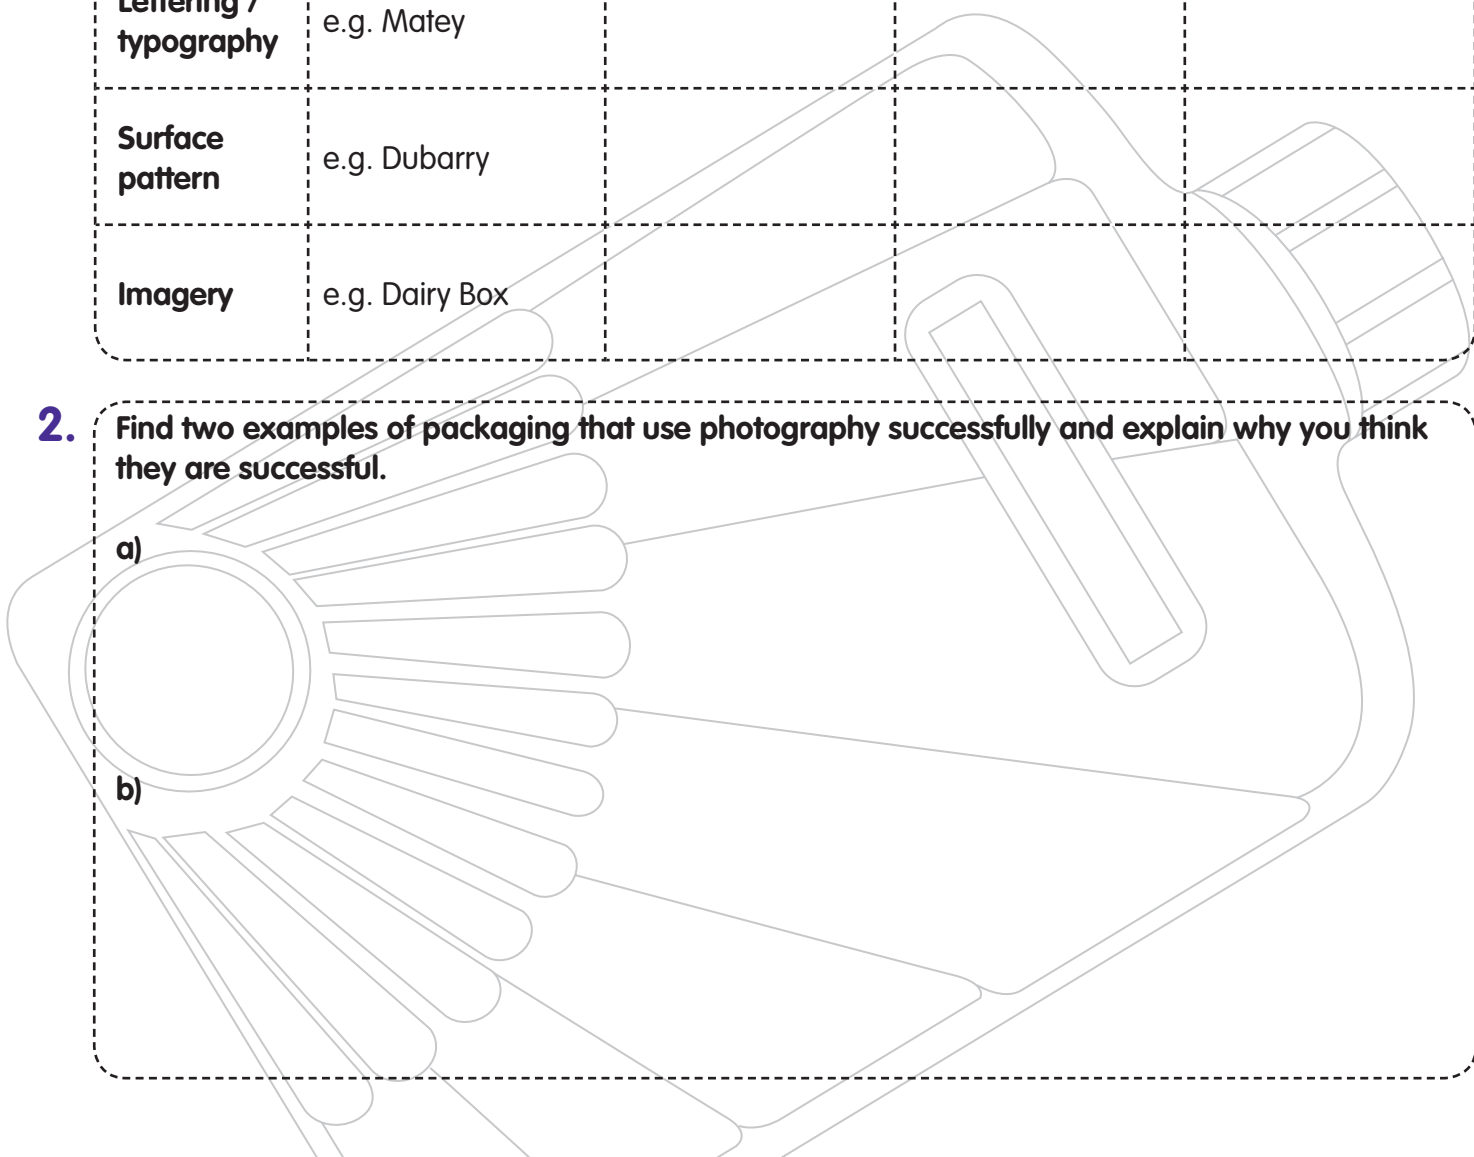 Lettering /
typography
e.g. Matey
Surface
pattern
e.g. Dubarry
Imagery
e.g. Dairy Box
2.
Find two examples of packaging that use photography successfully and explain why you think
they are successful.
a)
b)